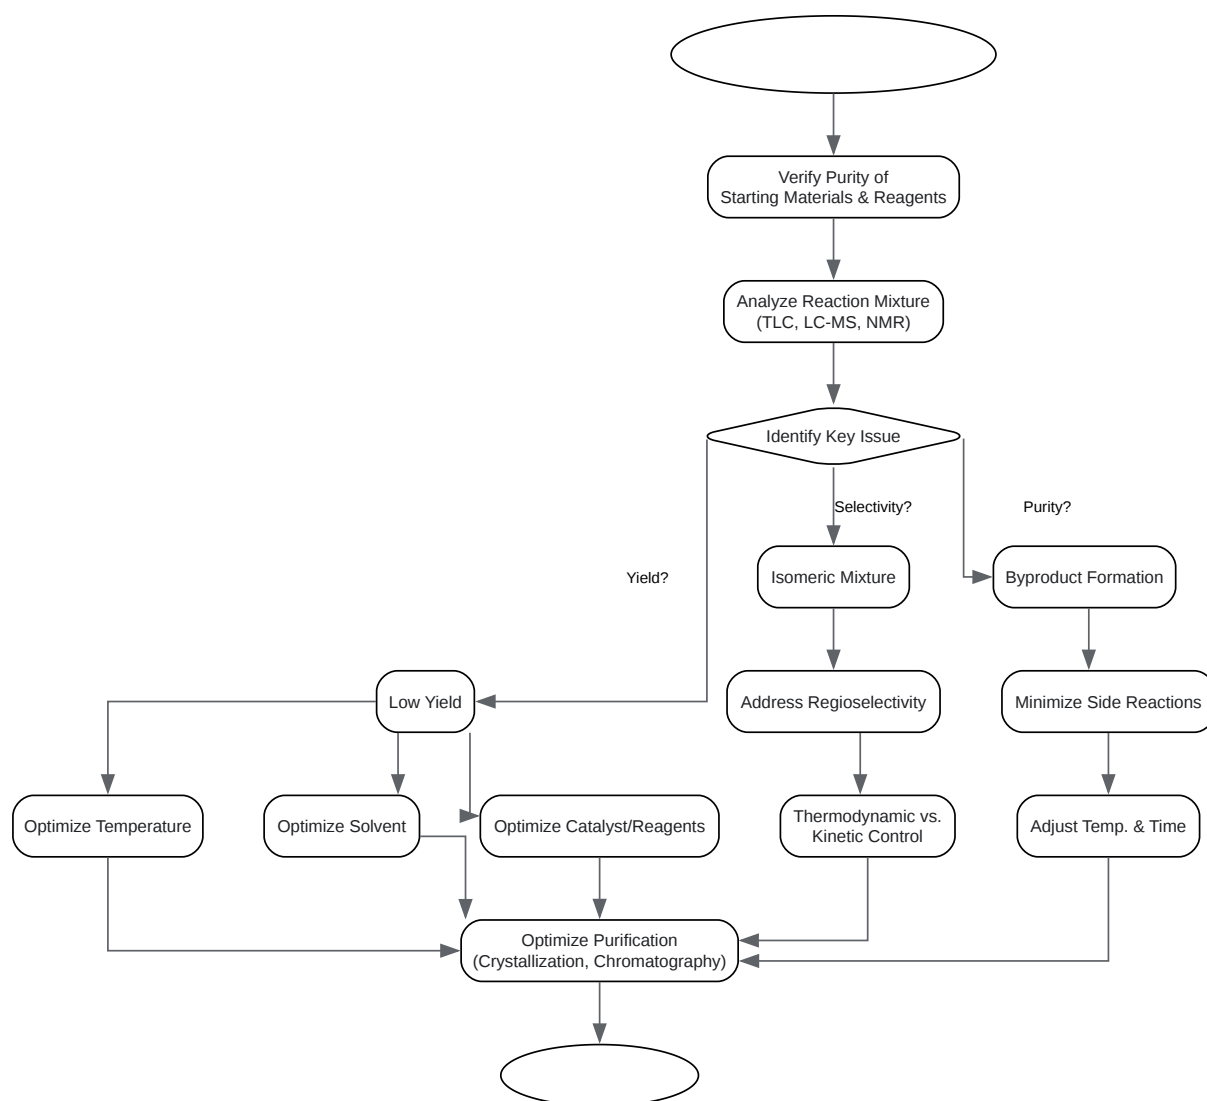 Verify Purity of
Starting Materials & Reagents
Analyze Reaction Mixture
(TLC, LC-MS, NMR)
Identify Key Issue
Selectivity?
Purity?
Yield?
Isomeric Mixture
Byproduct Formation
Low Yield
Address Regioselectivity
Minimize Side Reactions
Optimize Temperature
Optimize Solvent
Optimize Catalyst/Reagents
Thermodynamic vs.
Kinetic Control
Adjust Temp. & Time
Optimize Purification
(Crystallization, Chromatography)